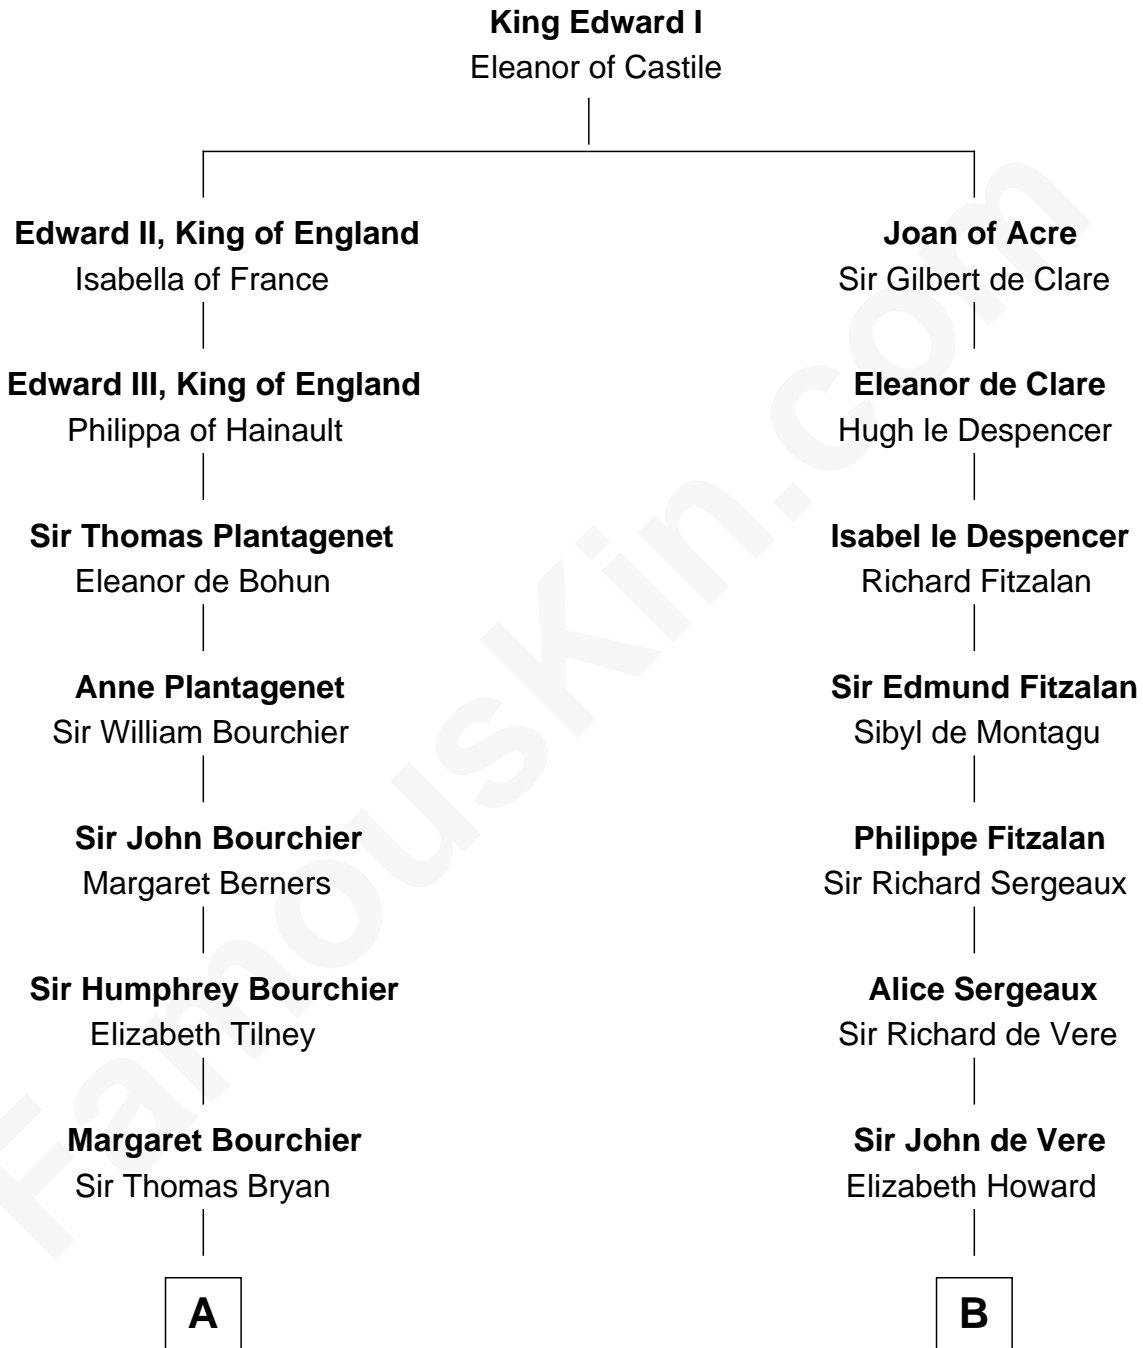 King Edward I
Eleanor of Castile
Edward II, King of England
Isabella of France
Joan of Acre
Sir Gilbert de Clare
Edward III, King of England
Philippa of Hainault
Eleanor de Clare
Hugh le Despencer
Sir Thomas Plantagenet
Eleanor de Bohun
Isabel le Despencer
Richard Fitzalan
Anne Plantagenet
Sir William Bourchier
Sir Edmund Fitzalan
Sibyl de Montagu
Sir John Bourchier
Margaret Berners
Philippe Fitzalan
Sir Richard Sergeaux
Sir Humphrey Bourchier
Elizabeth Tilney
Alice Sergeaux
Sir Richard de Vere
Margaret Bourchier
Sir Thomas Bryan
Sir John de Vere
Elizabeth Howard
A
B
FamousKin.com